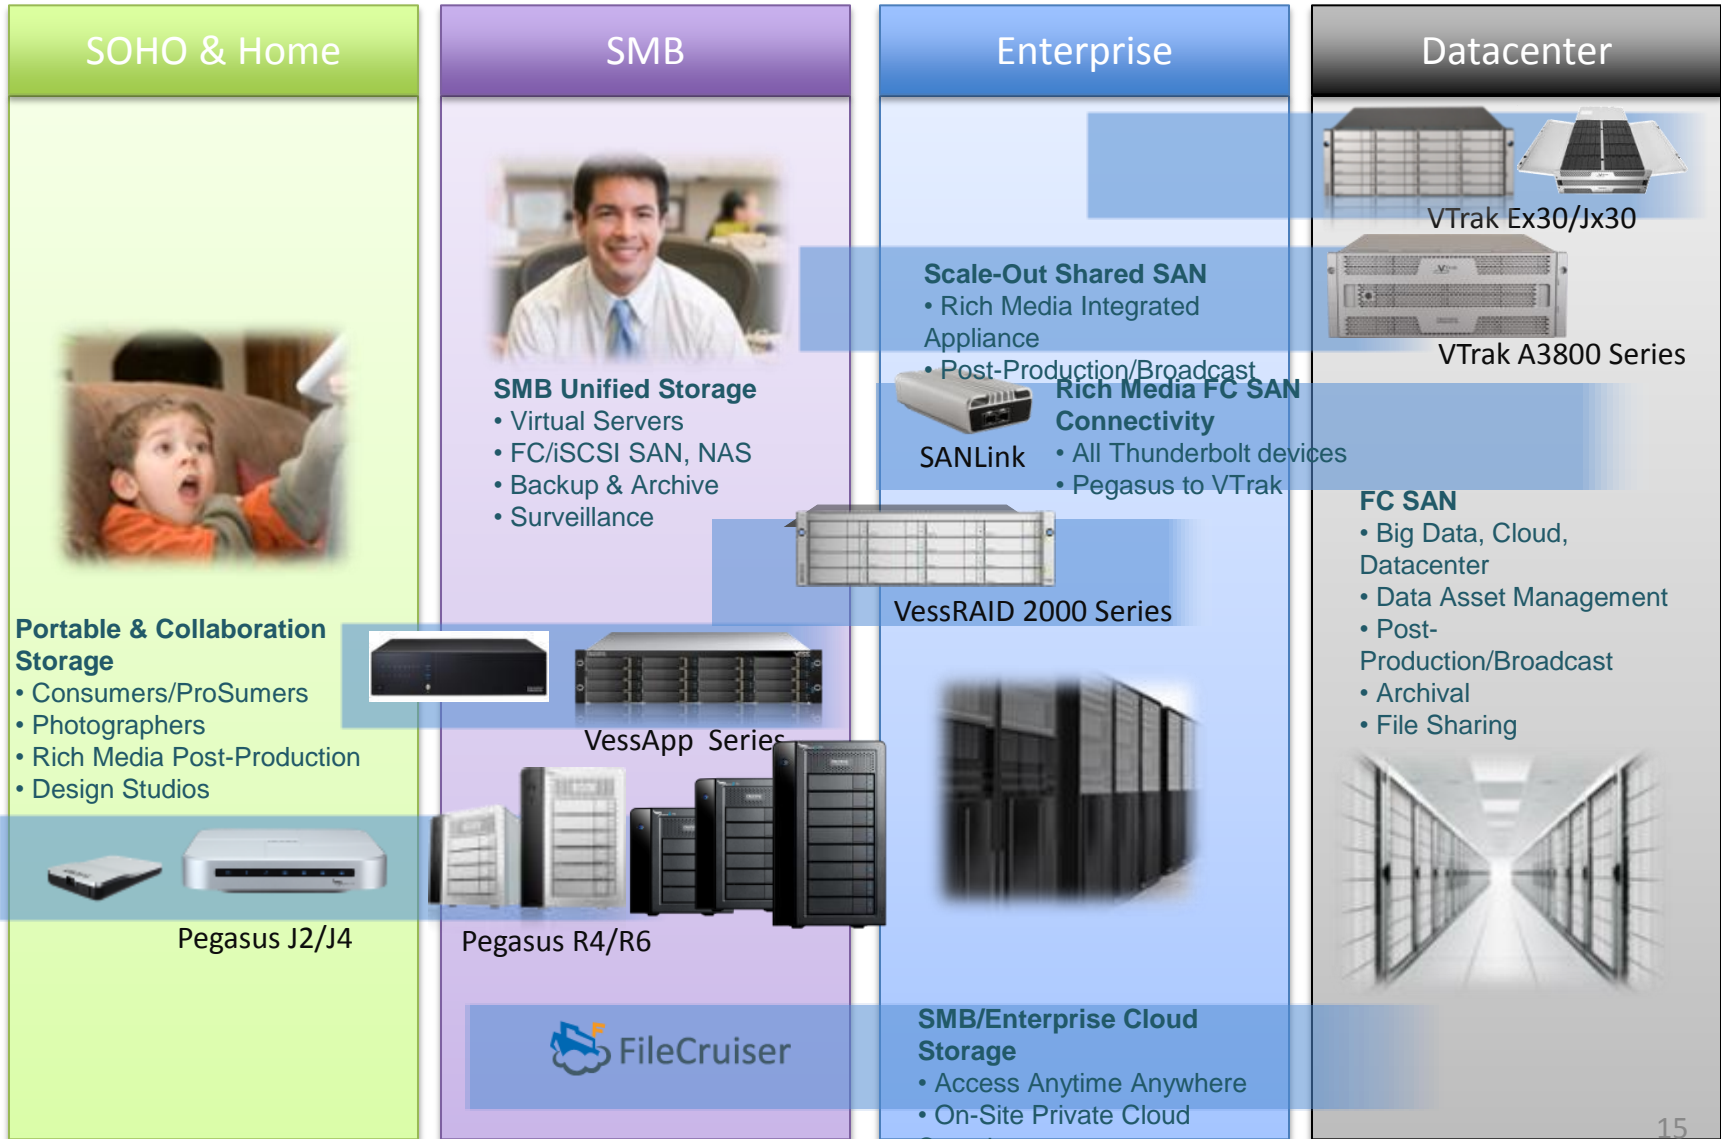 SOHO & Home
SMB
Enterprise
Datacenter
VTrak Ex30/Jx30
Scale-Out Shared SAN
• Rich Media Integrated
Appliance
• Post-Production/Broadcast
VTrak A3800 Series
SMB Unified Storage
• Virtual Servers
• FC/iSCSI SAN, NAS
• Backup & Archive
• Surveillance
SANLink
Rich Media FC SAN
Connectivity
• All Thunderbolt devices
• Pegasus to VTrak
FC SAN
• Big Data, Cloud,
Datacenter
• Data Asset Management
• Post-
Production/Broadcast
• Archival
• File Sharing
VessRAID 2000 Series
Portable & Collaboration
Storage
• Consumers/ProSumers
• Photographers
• Rich Media Post-Production
• Design Studios
VessApp  Series
Pegasus J2/J4
Pegasus R4/R6
FileCruiser
SMB/Enterprise Cloud
Storage
• Access Anytime Anywhere
• On-Site Private Cloud
15